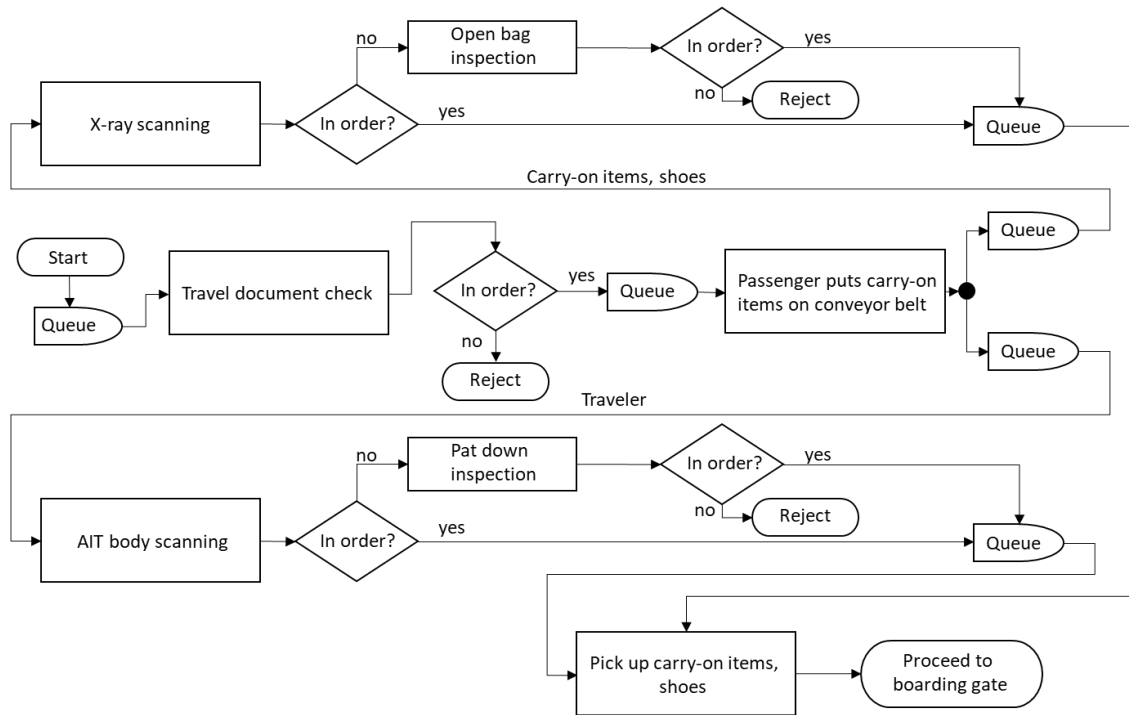 no
Open bag
inspection
In order?
yes
no
Reject
X-ray scanning
In order?
yes
Queue
Carry-on items, shoes
Start
Queue
Travel document check
In order?
yes
no
Reject
Queue
Passenger puts carry-on
items on conveyor belt
Queue
Queue
Traveler
no
Pat down
inspection
In order?
yes
no
Reject
AIT body scanning
In order?
yes
Queue
Pick up carry-on items,
shoes
Proceed to
boarding gate